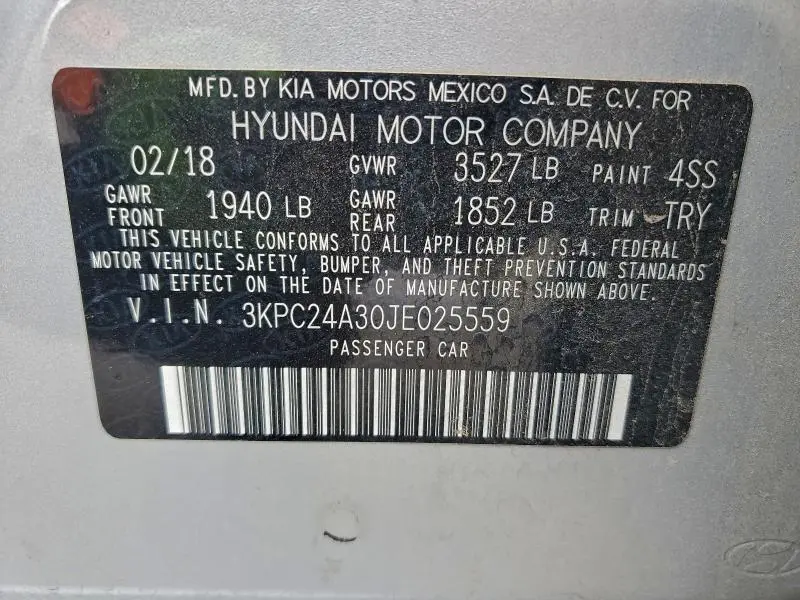 MFD. BY KIA MOTORS MEXICO S.A. DE C.V. FOR
HYUNDAI MOTOR COMPANY
02/18 GVWR 3527 LB PAINT 4SS
GAWR FRONT 1940 LB GAWR REAR 1852 LB TRIM TRY
THIS VEHICLE CONFORMS TO ALL APPLICABLE U.S.A. FEDERAL
MOTOR VEHICLE SAFETY, BUMPER, AND THEFT PREVENTION STANDARDS
IN EFFECT ON THE DATE OF MANUFACTURE SHOWN ABOVE.
V.I.N. 3KPC24A30JE025559
PASSENGER CAR